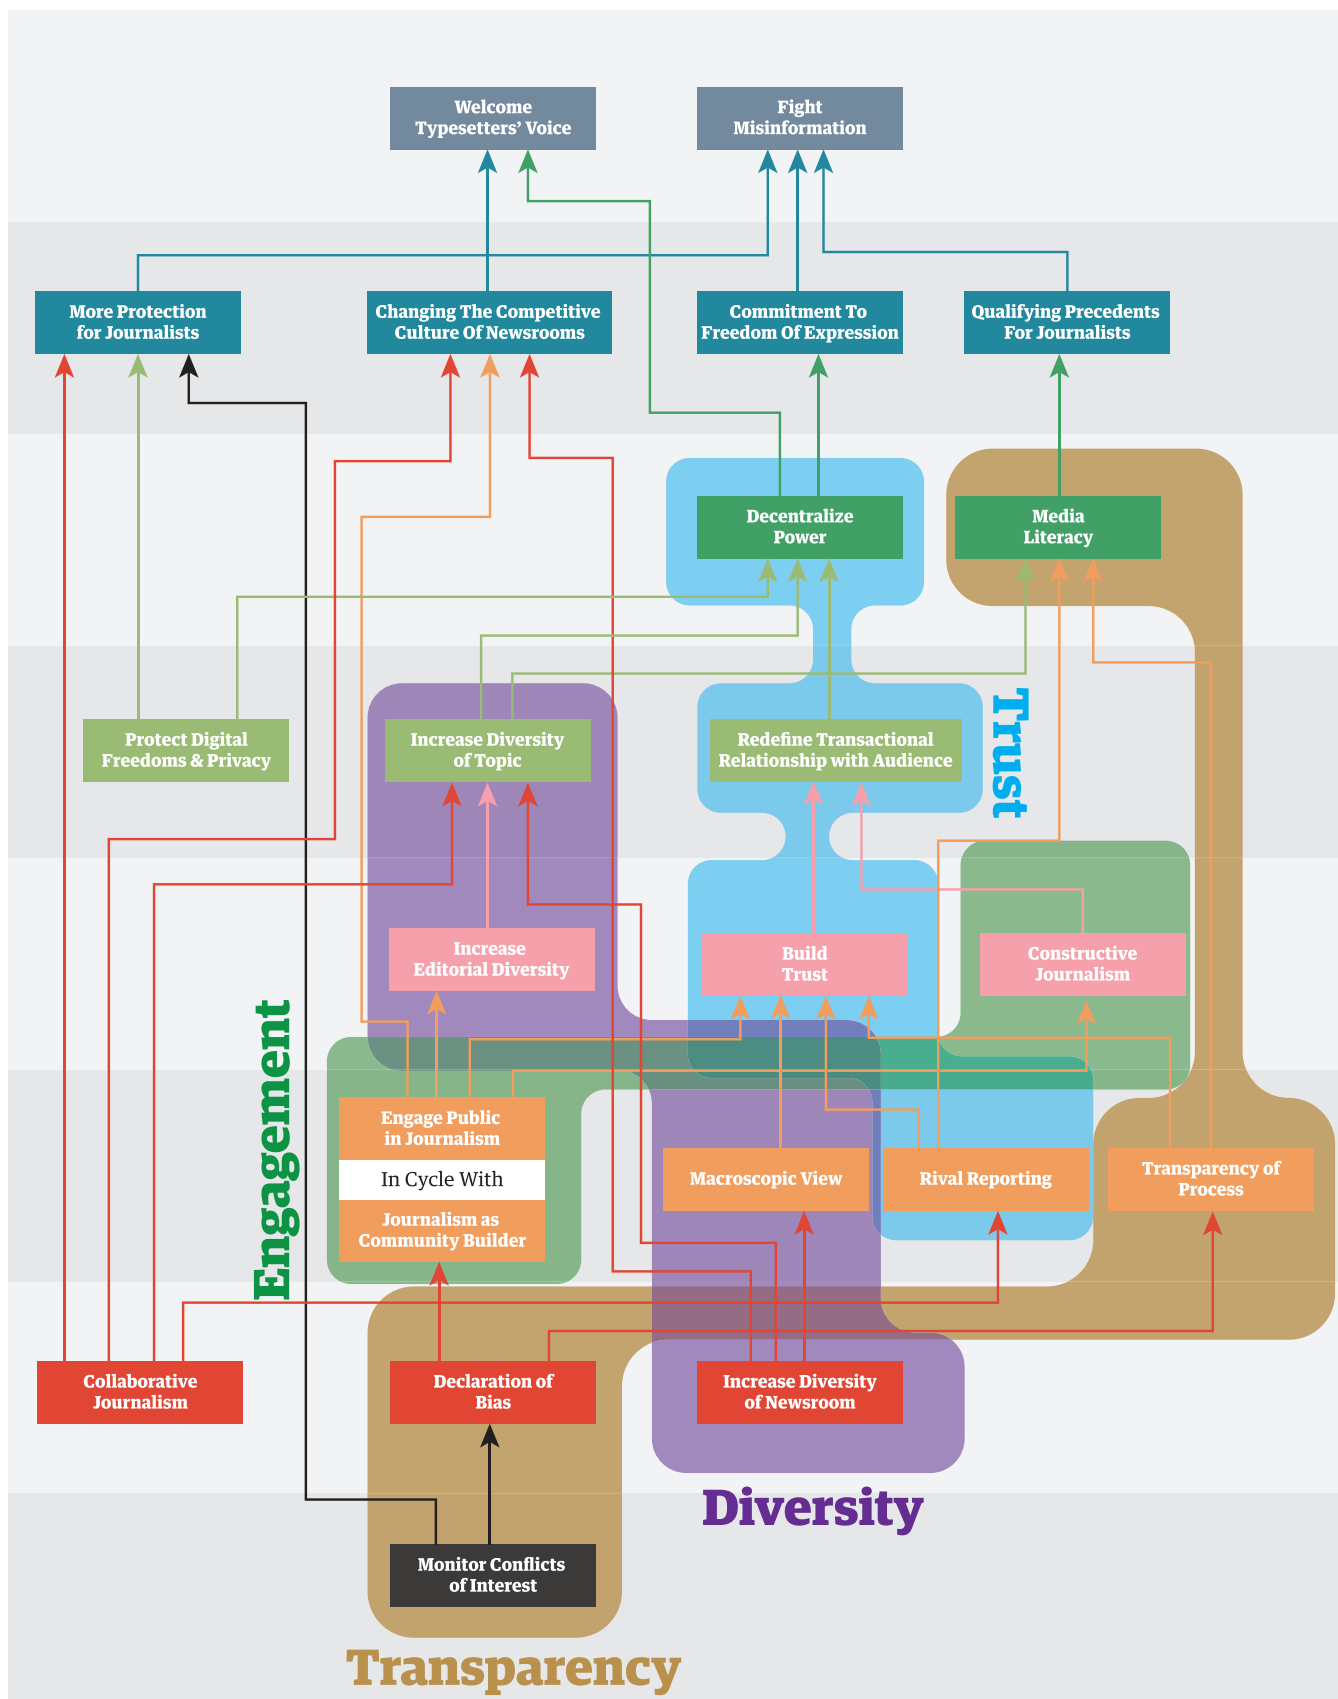 Welcome
Typesetters’ Voice
Fight
Misinformation
More Protection
for Journalists
Changing The Competitive
Culture Of Newsrooms
Commitment To
Freedom Of Expression
Qualifying Precedents
For Journalists
Decentralize
Power
Media
Literacy
Protect Digital
Freedoms & Privacy
Increase Diversity
of Topic
Redefine Transactional
Relationship with Audience
Trust
Increase
Editorial Diversity
Build
Trust
Constructive
Journalism
Engagement
Engage Public
in Journalism
In Cycle With
Journalism as
Community Builder
Macroscopic View
Rival Reporting
Transparency of
Process
Collaborative
Journalism
Declaration of
Bias
Increase Diversity
of Newsroom
Diversity
Monitor Conflicts
of Interest
Transparency